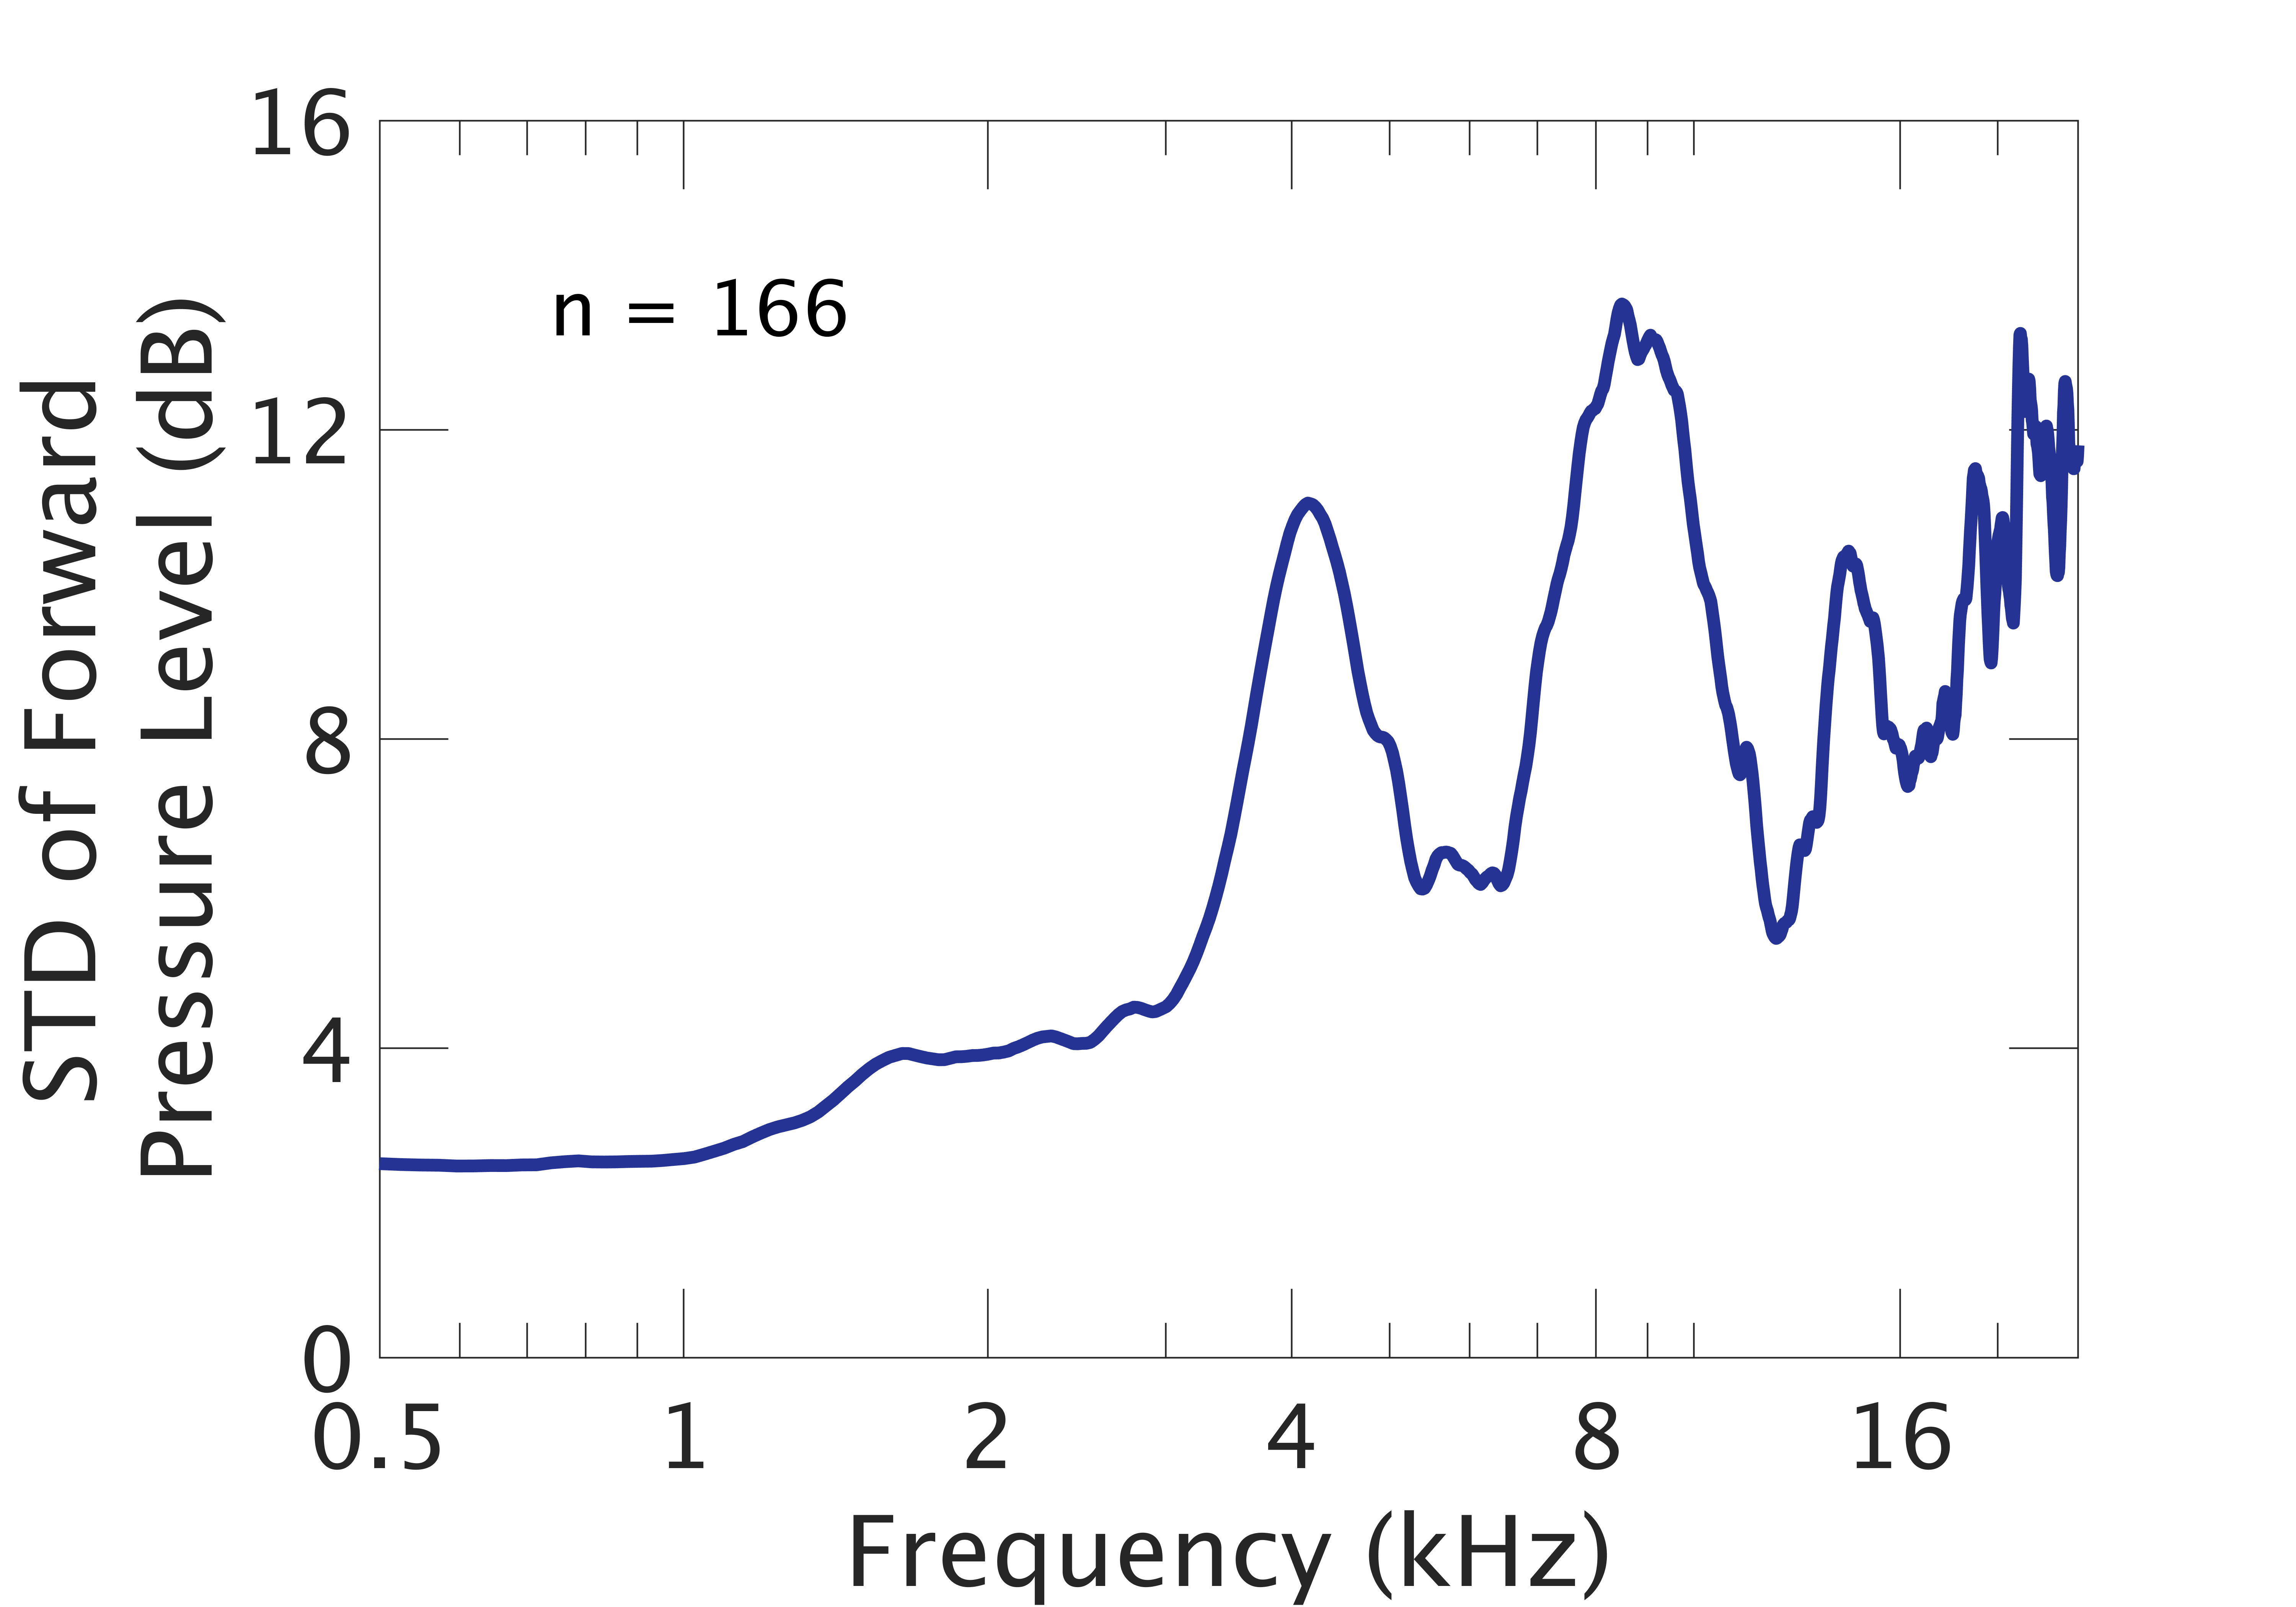 STD of Forward
Pressure Level (dB)
16
12
8
4
0
n = 166
0.5 1 2 4 8 16
Frequency (kHz)